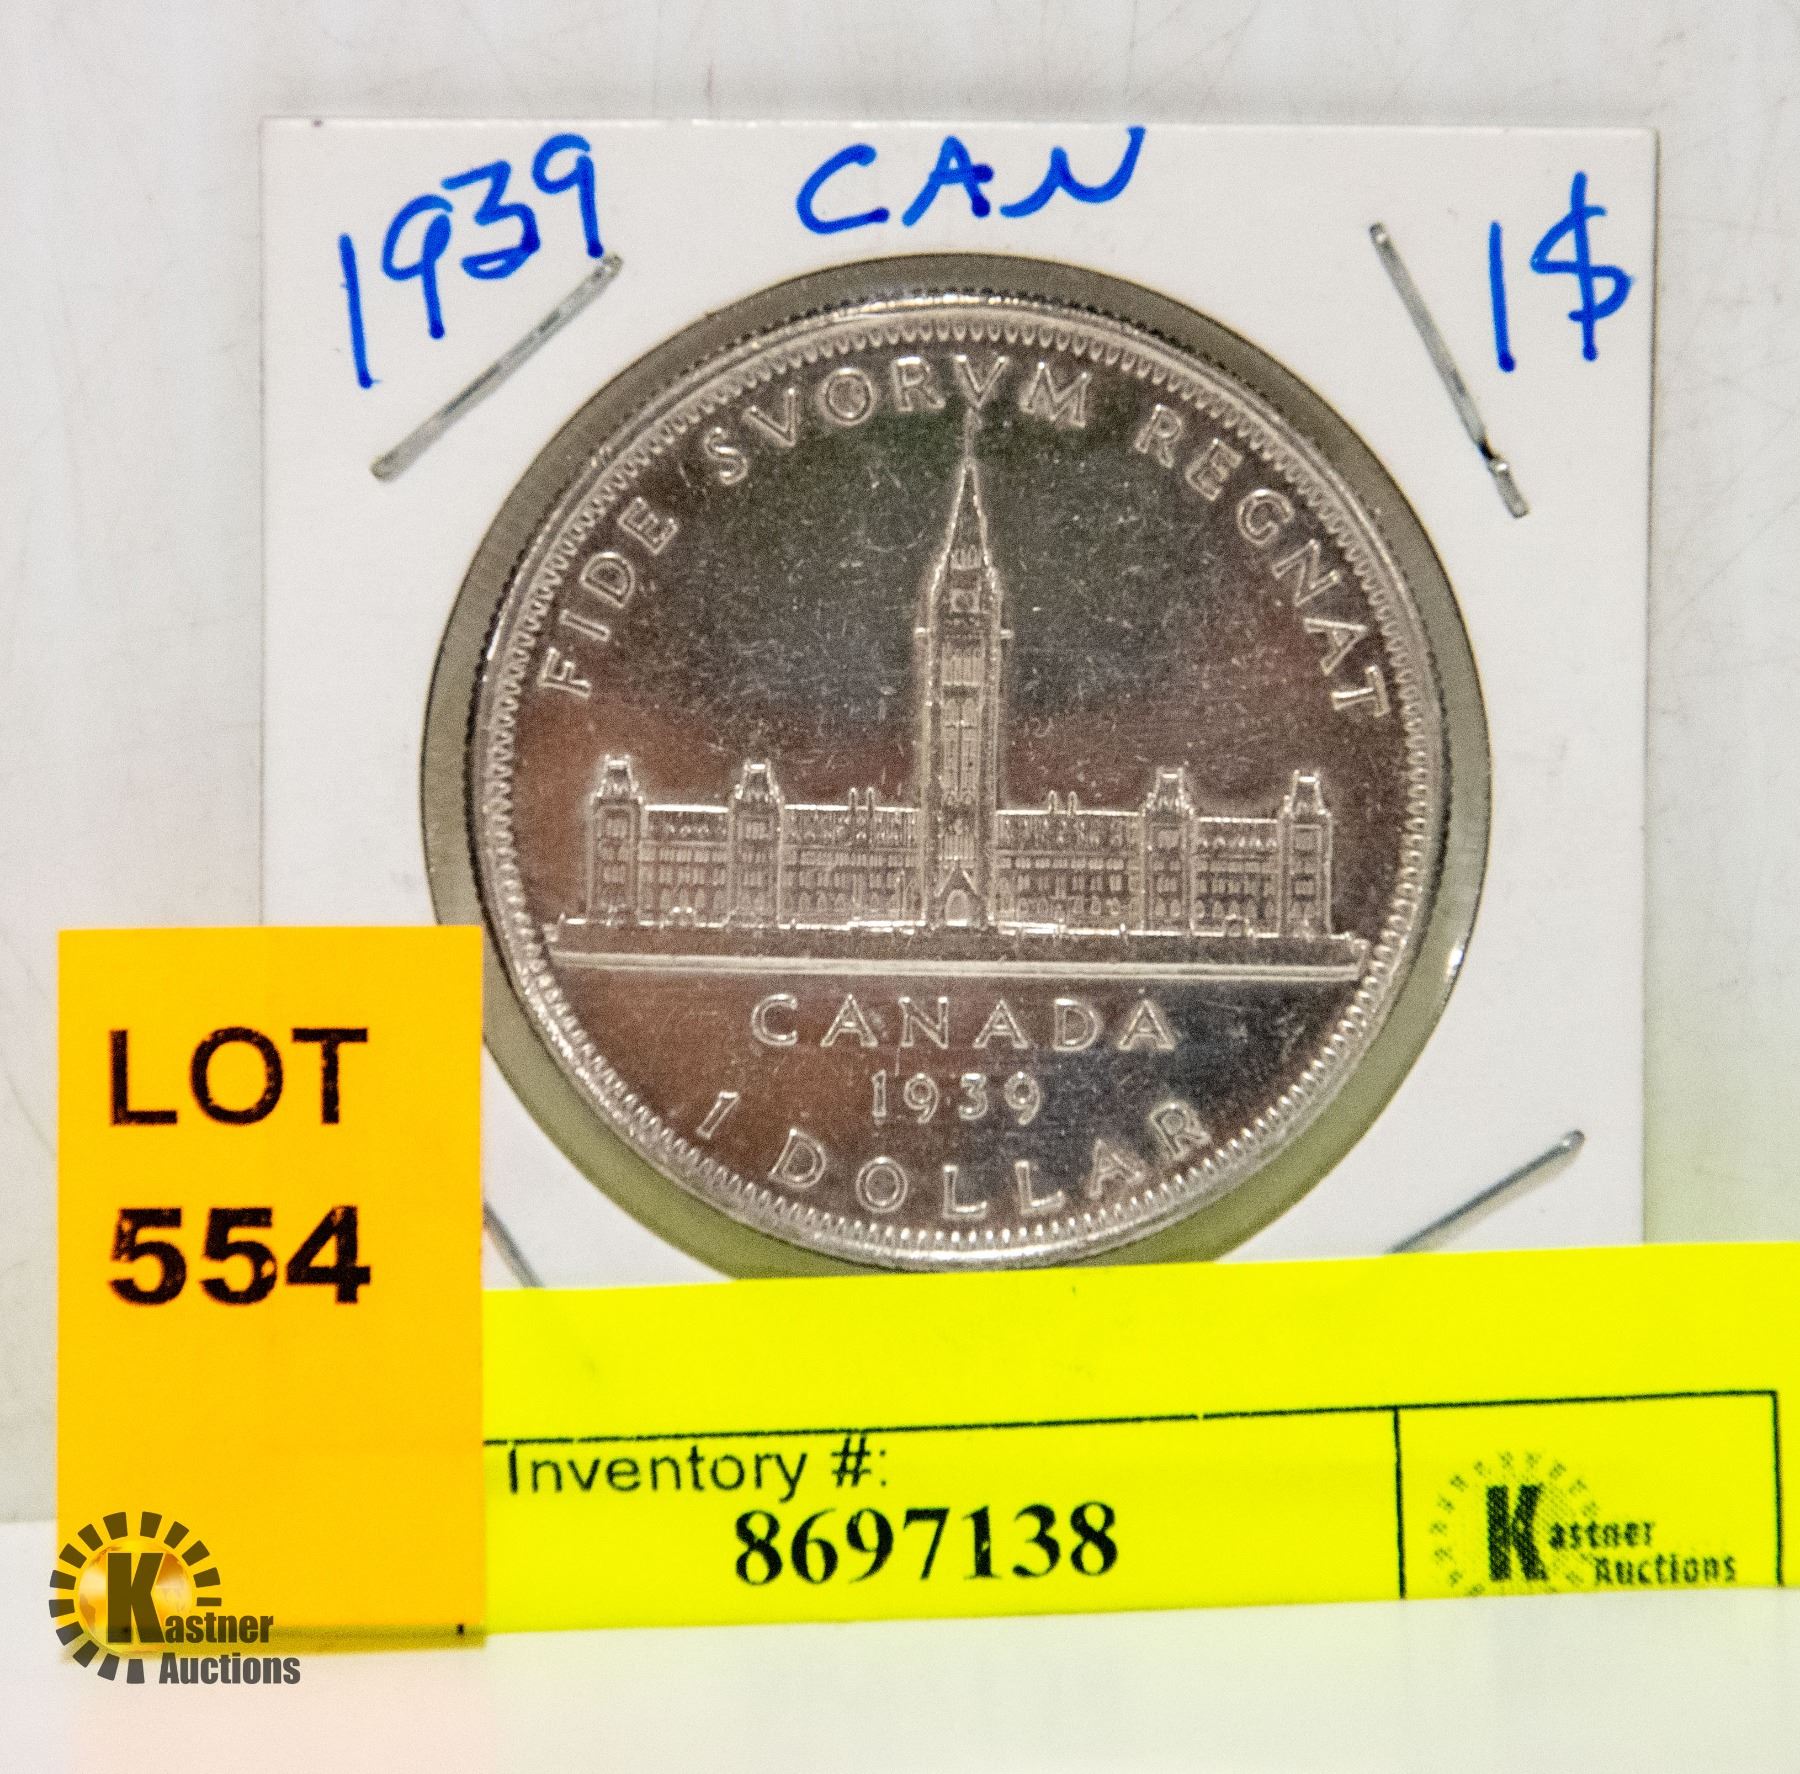 1939 CAN 1$
FIDE SVORVM REGNAT
CANADA
1939
1 DOLLAR
LOT
554
Inventory #:
8697138
Kastner
Auctions
Kastner
Auctions